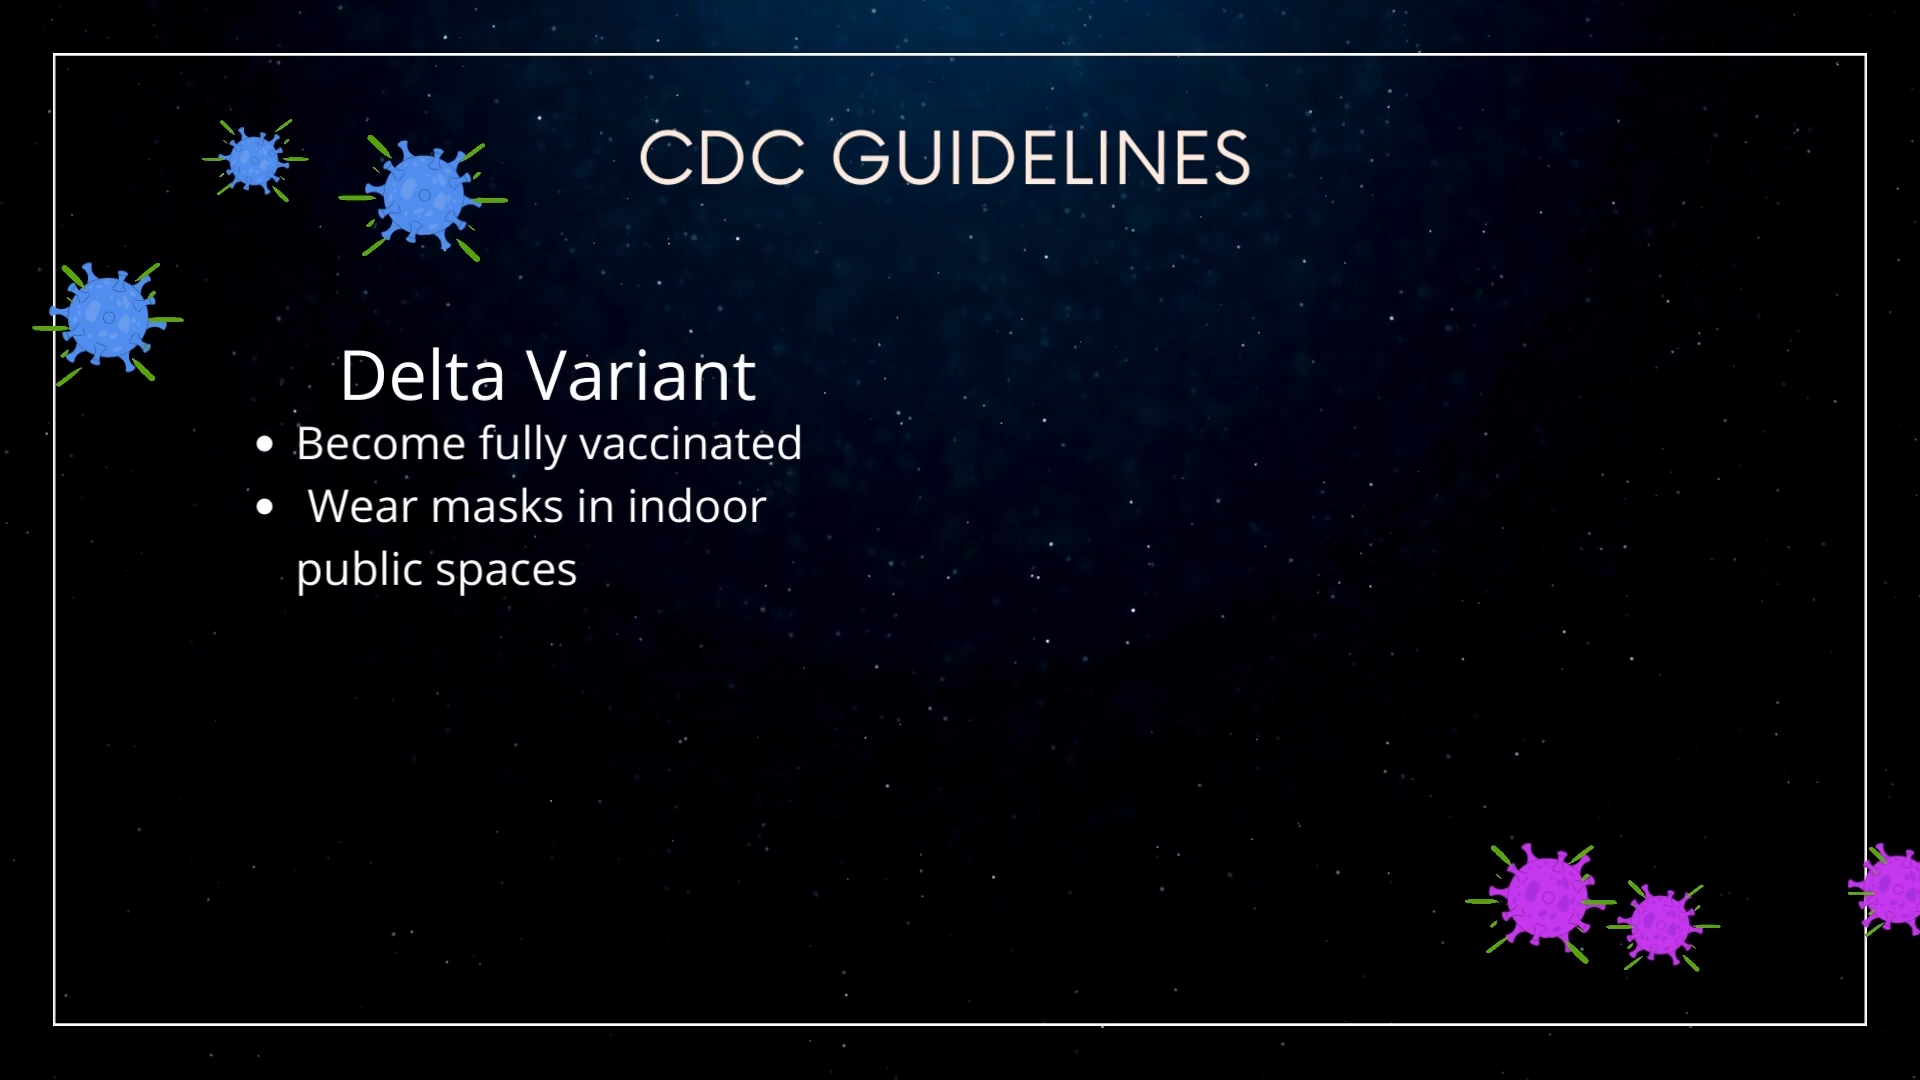 CDC GUIDELINES
Delta Variant
• Become fully vaccinated
• Wear masks in indoor
public spaces